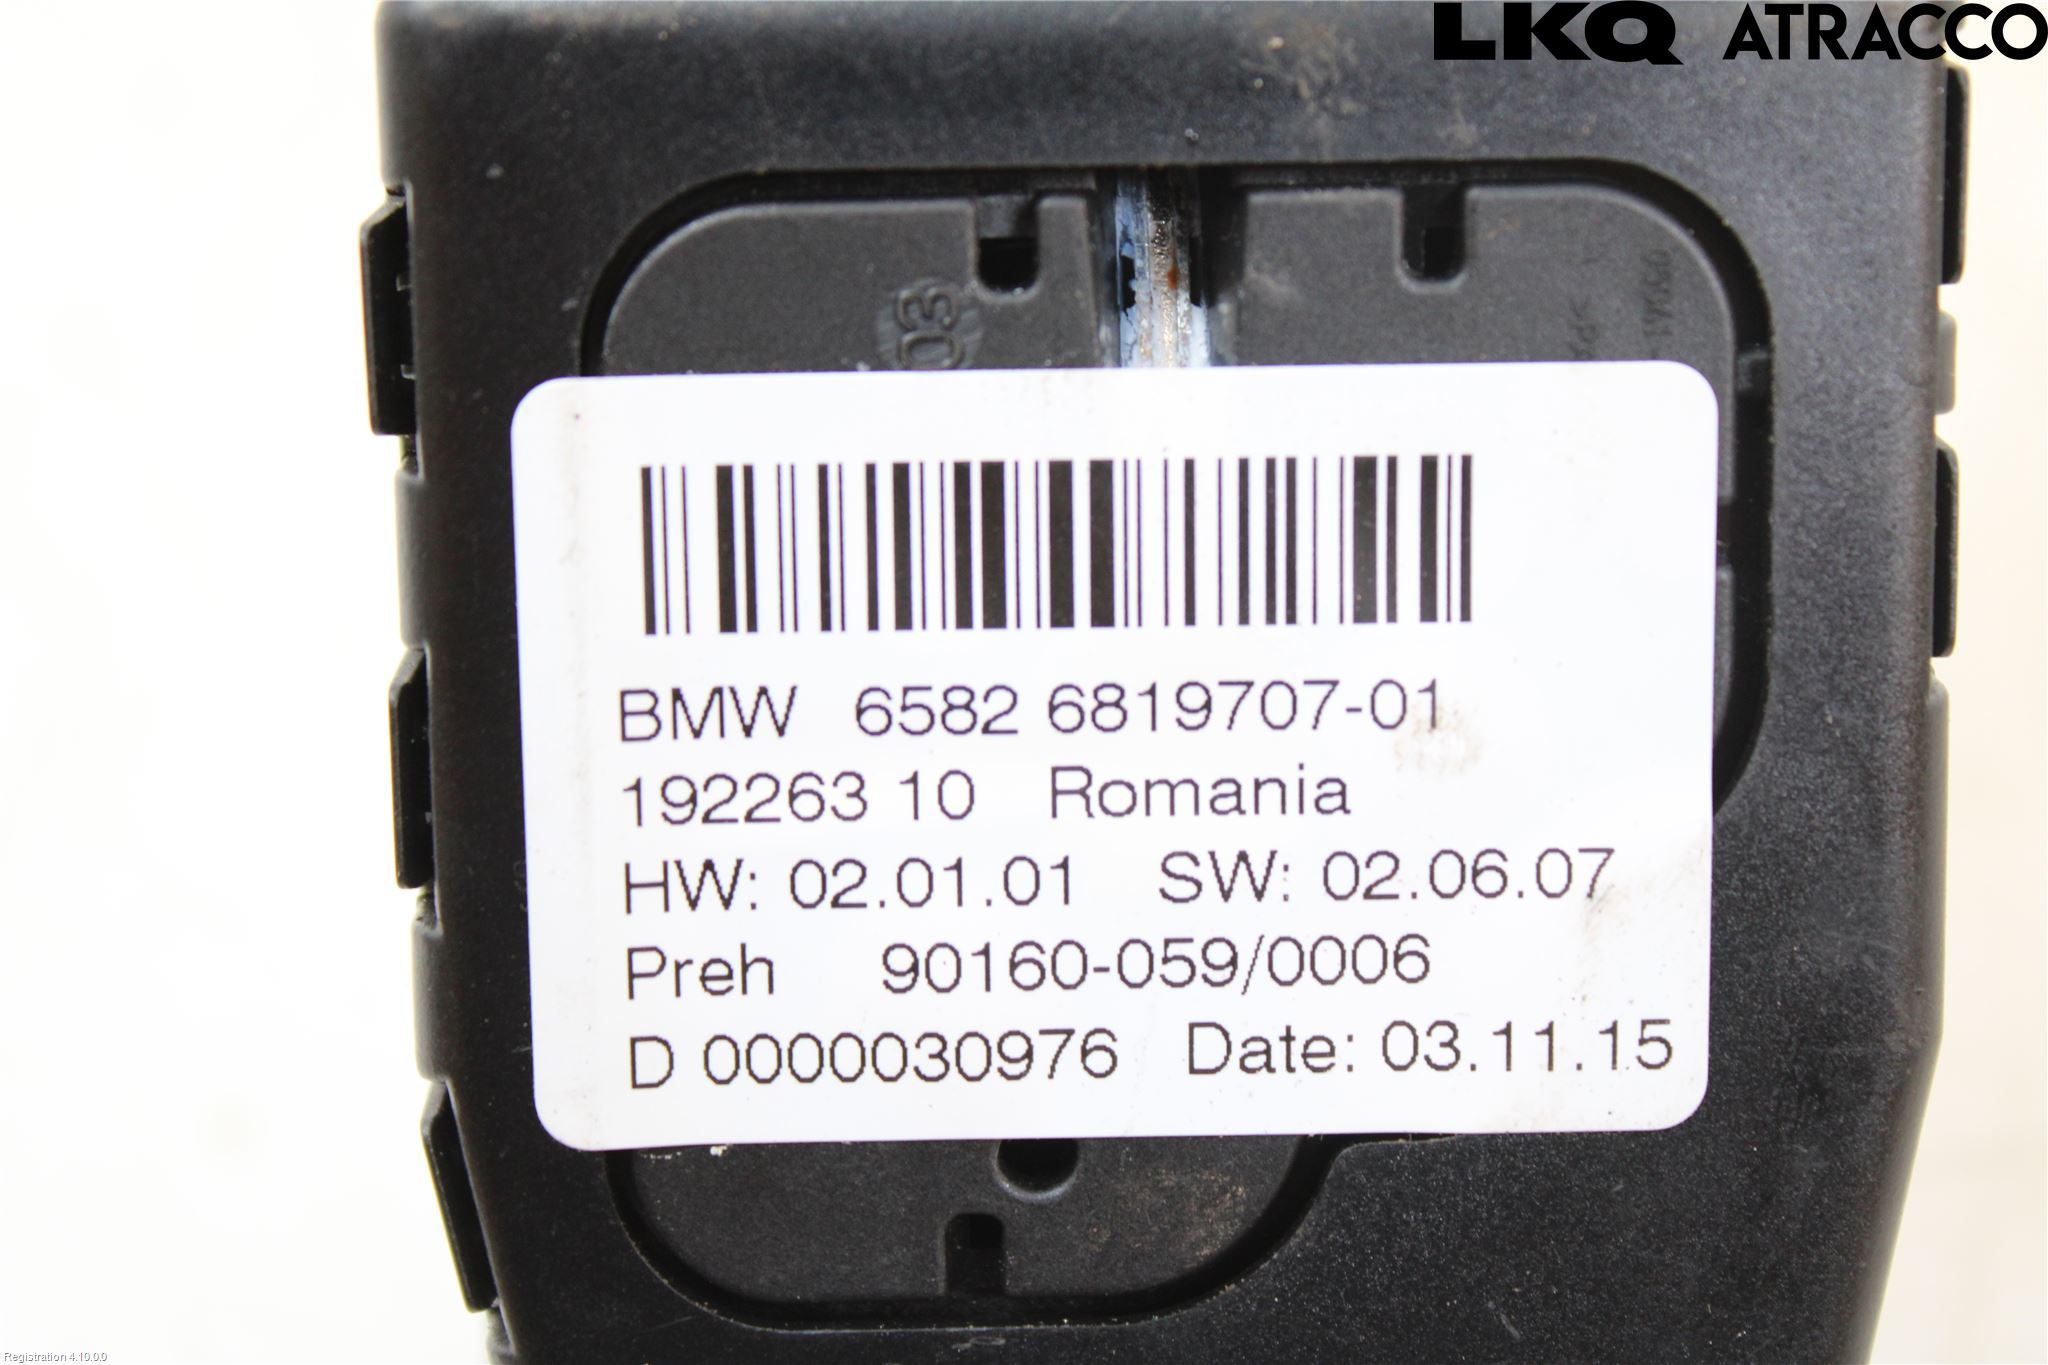 LKQ ATRACCO
03
BMW 6582 6819707-01
192263 10 Romania
HW: 02.01.01 SW: 02.06.07
Preh 90160-059/0006
D 0000030976 Date: 03.11.15
Registration 4.10.0.0